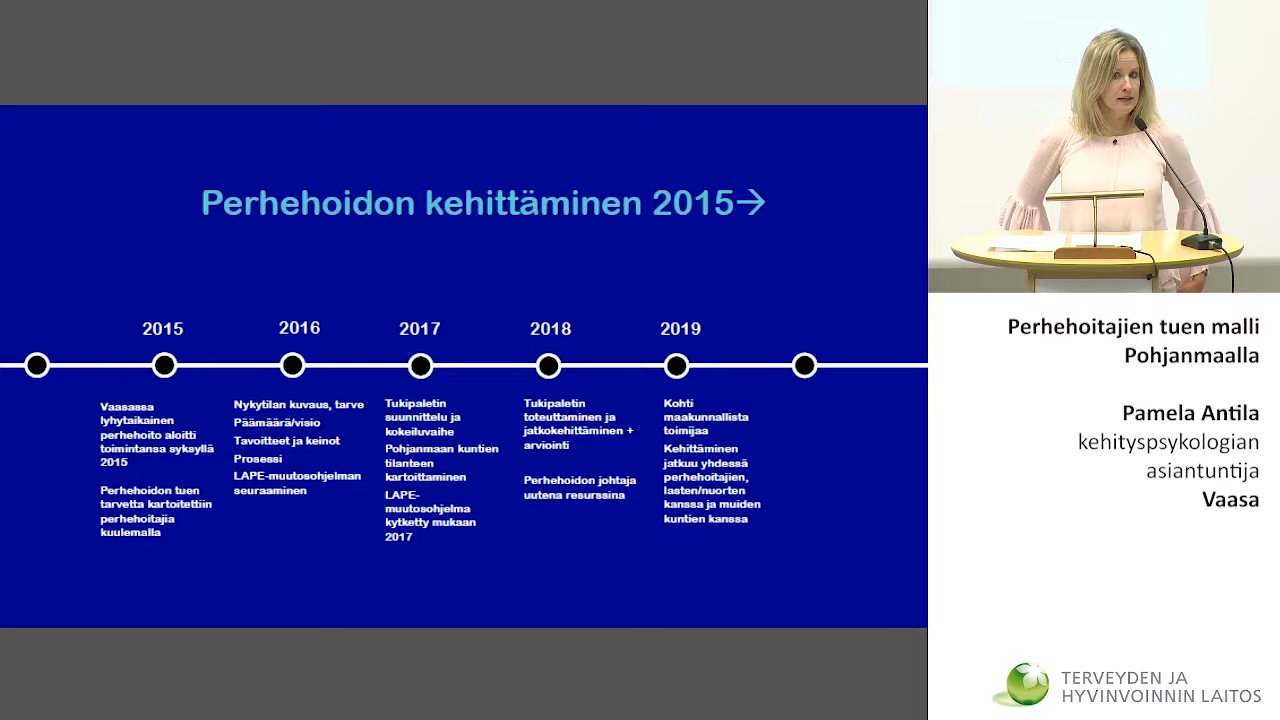 Perhehoidon kehittäminen 2015→
2015
Vaasassa
lyhytaikainen
perhehoito aloitti
toimintansa syksyllä
2015
Perhehoidon tuen
tarvetta kartoitettiin
perhehoitajia
kuulemalla
2016
Nykytilan kuvaus, tarve
Päämäärä/visio
Tavoitteet ja keinot
Prosessi
LAPE-muutosohjelman
seuraaminen
2017
Tukipaletin
suunnittelu ja
kokeiluvaihe
Pohjanmaan kuntien
tilanteen
kartoittaminen
LAPE-
muutosohjelma
kytketty mukaan
2017
2018
Tukipaletin
toteuttaminen ja
jatkokehittäminen +
arviointi
Perhehoidon johtaja
uutena resurssina
2019
Kohti
maakunnallista
toimijaa
Kehittäminen
jatkuu yhdessä
perhehoitajien,
lasten/nuorten
kanssa ja muiden
kuntien kanssa
Perhehoitajien tuen malli
Pohjanmaalla
Pamela Antila
kehityspsykologian
asiantuntija
Vaasa
TERVEYDEN JA
HYVINVOINNIN LAITOS